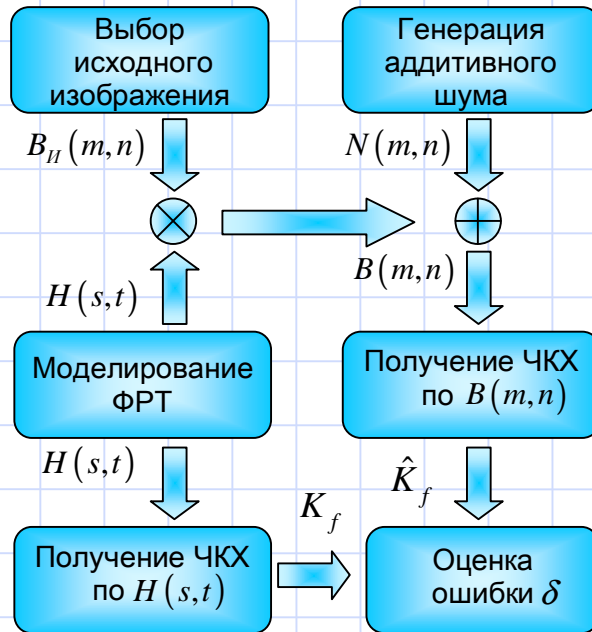 Выбор
исходного
изображения
Генерация
аддитивного
шума
B_И(m,n)
N(m,n)
B(m,n)
H(s,t)
Моделирование
ФРТ
Получение ЧКХ
по B(m,n)
H(s,t)
K̂_f
K_f
Получение ЧКХ
по H(s,t)
Оценка
ошибки δ